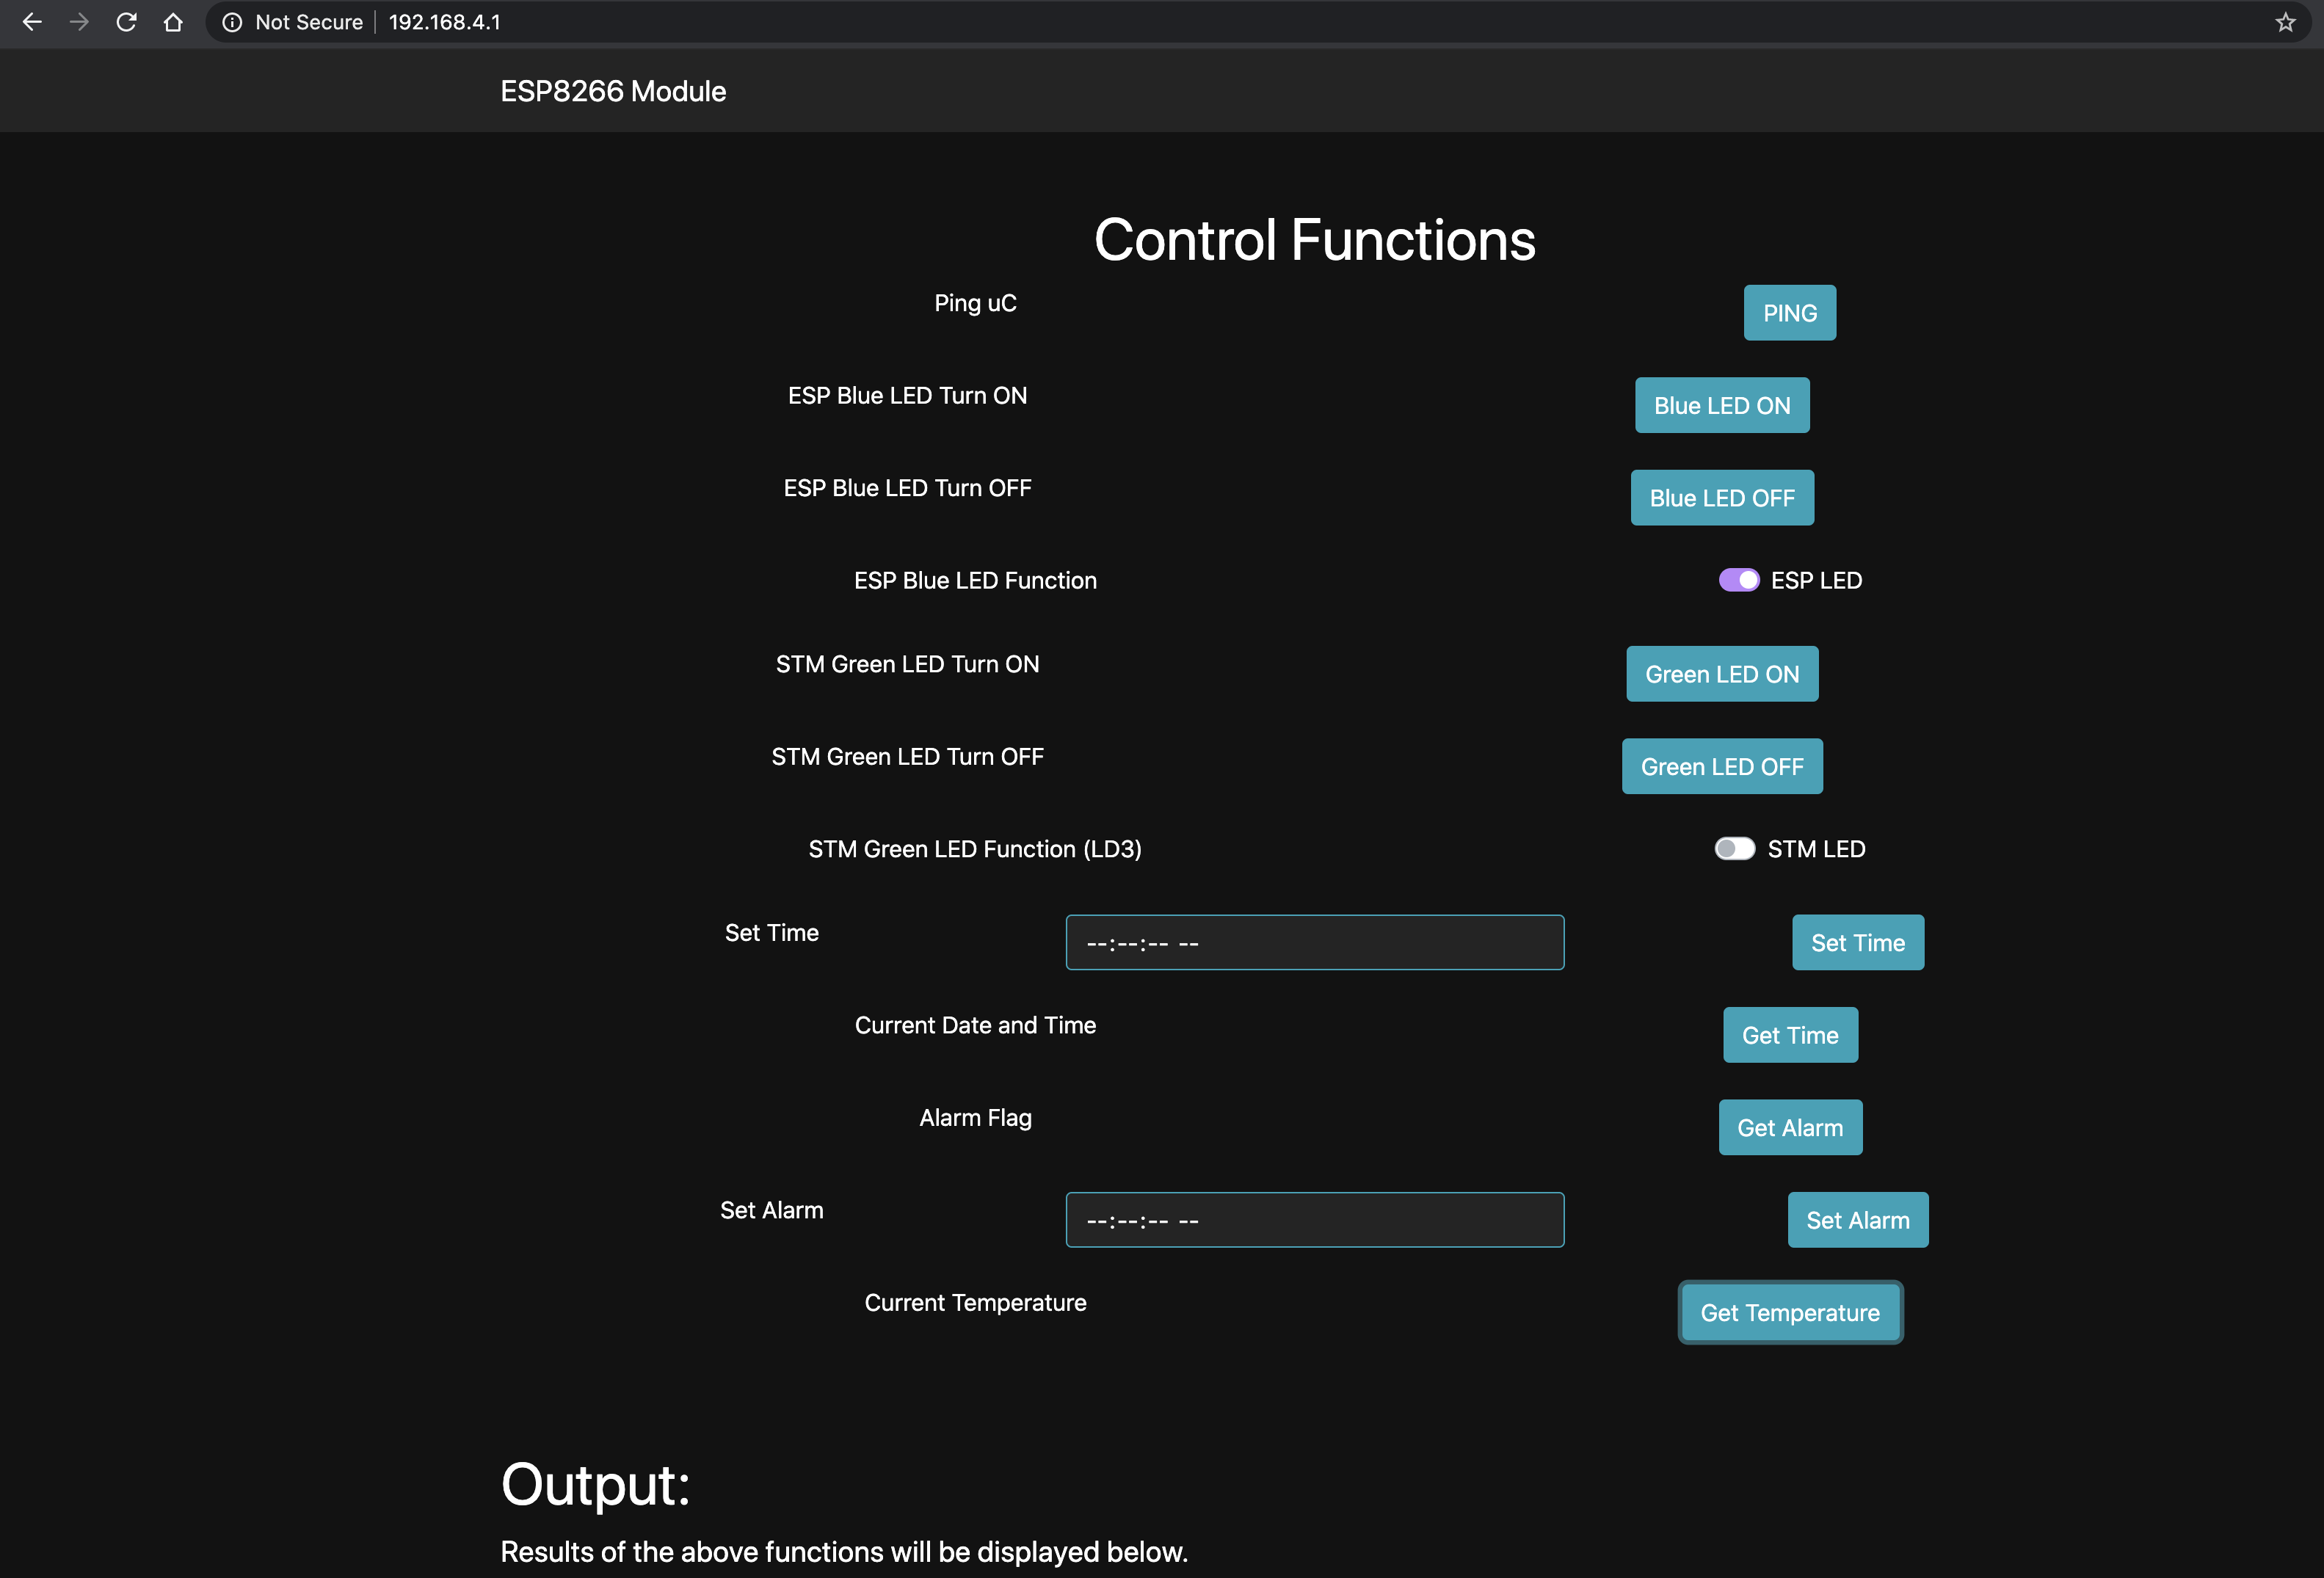 Not Secure | 192.168.4.1
ESP8266 Module
Control Functions
Ping uC PING
ESP Blue LED Turn ON Blue LED ON
ESP Blue LED Turn OFF Blue LED OFF
ESP Blue LED Function ESP LED
STM Green LED Turn ON Green LED ON
STM Green LED Turn OFF Green LED OFF
STM Green LED Function (LD3) STM LED
Set Time --:--:-- -- Set Time
Current Date and Time Get Time
Alarm Flag Get Alarm
Set Alarm --:--:-- -- Set Alarm
Current Temperature Get Temperature
Output:
Results of the above functions will be displayed below.